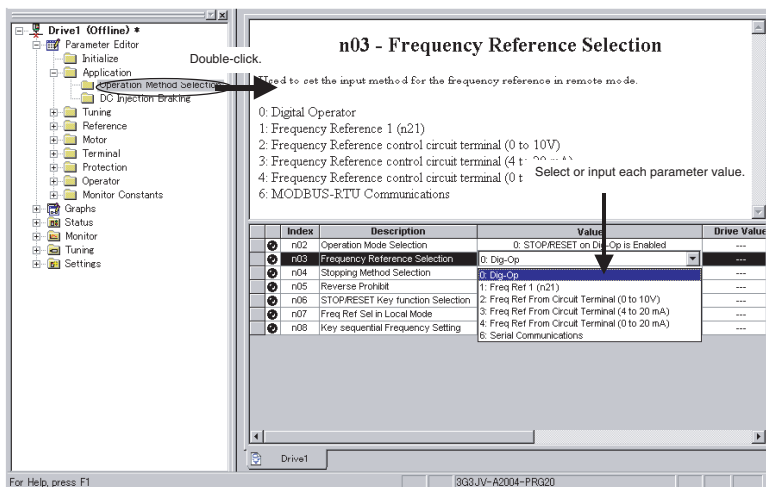 Drive1 (Offline) *
Parameter Editor
Initialize
Application
Operation Method Selection
DC Injection Braking
Tuning
Reference
Motor
Terminal
Protection
Operator
Monitor Constants
Graphs
Status
Monitor
Tuning
Settings
Double-click.
n03 - Frequency Reference Selection
Used to set the input method for the frequency reference in remote mode.
0: Digital Operator
1: Frequency Reference 1 (n21)
2: Frequency Reference control circuit terminal (0 to 10V)
3: Frequency Reference control circuit terminal (4 t
4: Frequency Reference control circuit terminal (0 t
6: MODBUS-RTU Communications
Select or input each parameter value.
Index Description Value Drive Value
n02 Operation Mode Selection 0: STOP/RESET on Dig-Op is Enabled ---
n03 Frequency Reference Selection 0: Dig-Op ---
n04 Stopping Method Selection ---
n05 Reverse Prohibit ---
n06 STOP/RESET Key function Selection ---
n07 Freq Ref Sel in Local Mode ---
n08 Key sequential Frequency Setting ---
0: Dig-Op
1: Freq Ref 1 (n21)
2: Freq Ref From Circuit Terminal (0 to 10V)
3: Freq Ref From Circuit Terminal (4 to 20 mA)
4: Freq Ref From Circuit Terminal (0 to 20 mA)
6: Serial Communications
Drive1
For Help, press F1
3G3JV-A2004-PRG20